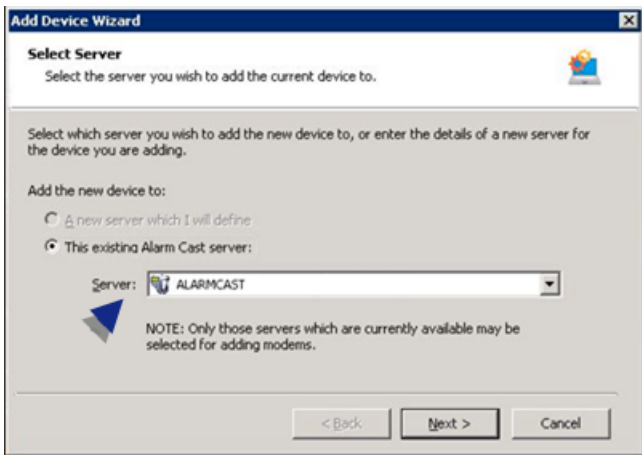 Add Device Wizard
Select Server
Select the server you wish to add the current device to.
Select which server you wish to add the new device to, or enter the details of a new server for
the device you are adding.
Add the new device to:
A new server which I will define
This existing Alarm Cast server:
Server: ALARMCAST
NOTE: Only those servers which are currently available may be
selected for adding modems.
< Back Next > Cancel